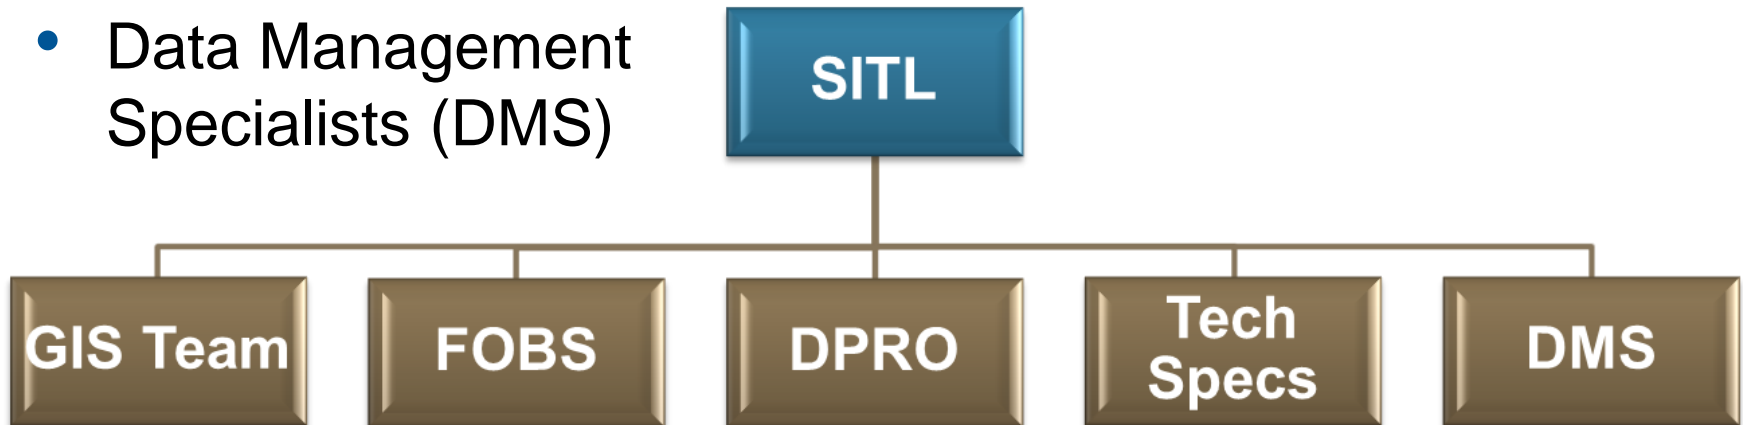 • Data Management
Specialists (DMS)
SITL
GIS Team
FOBS
DPRO
Tech
Specs
DMS